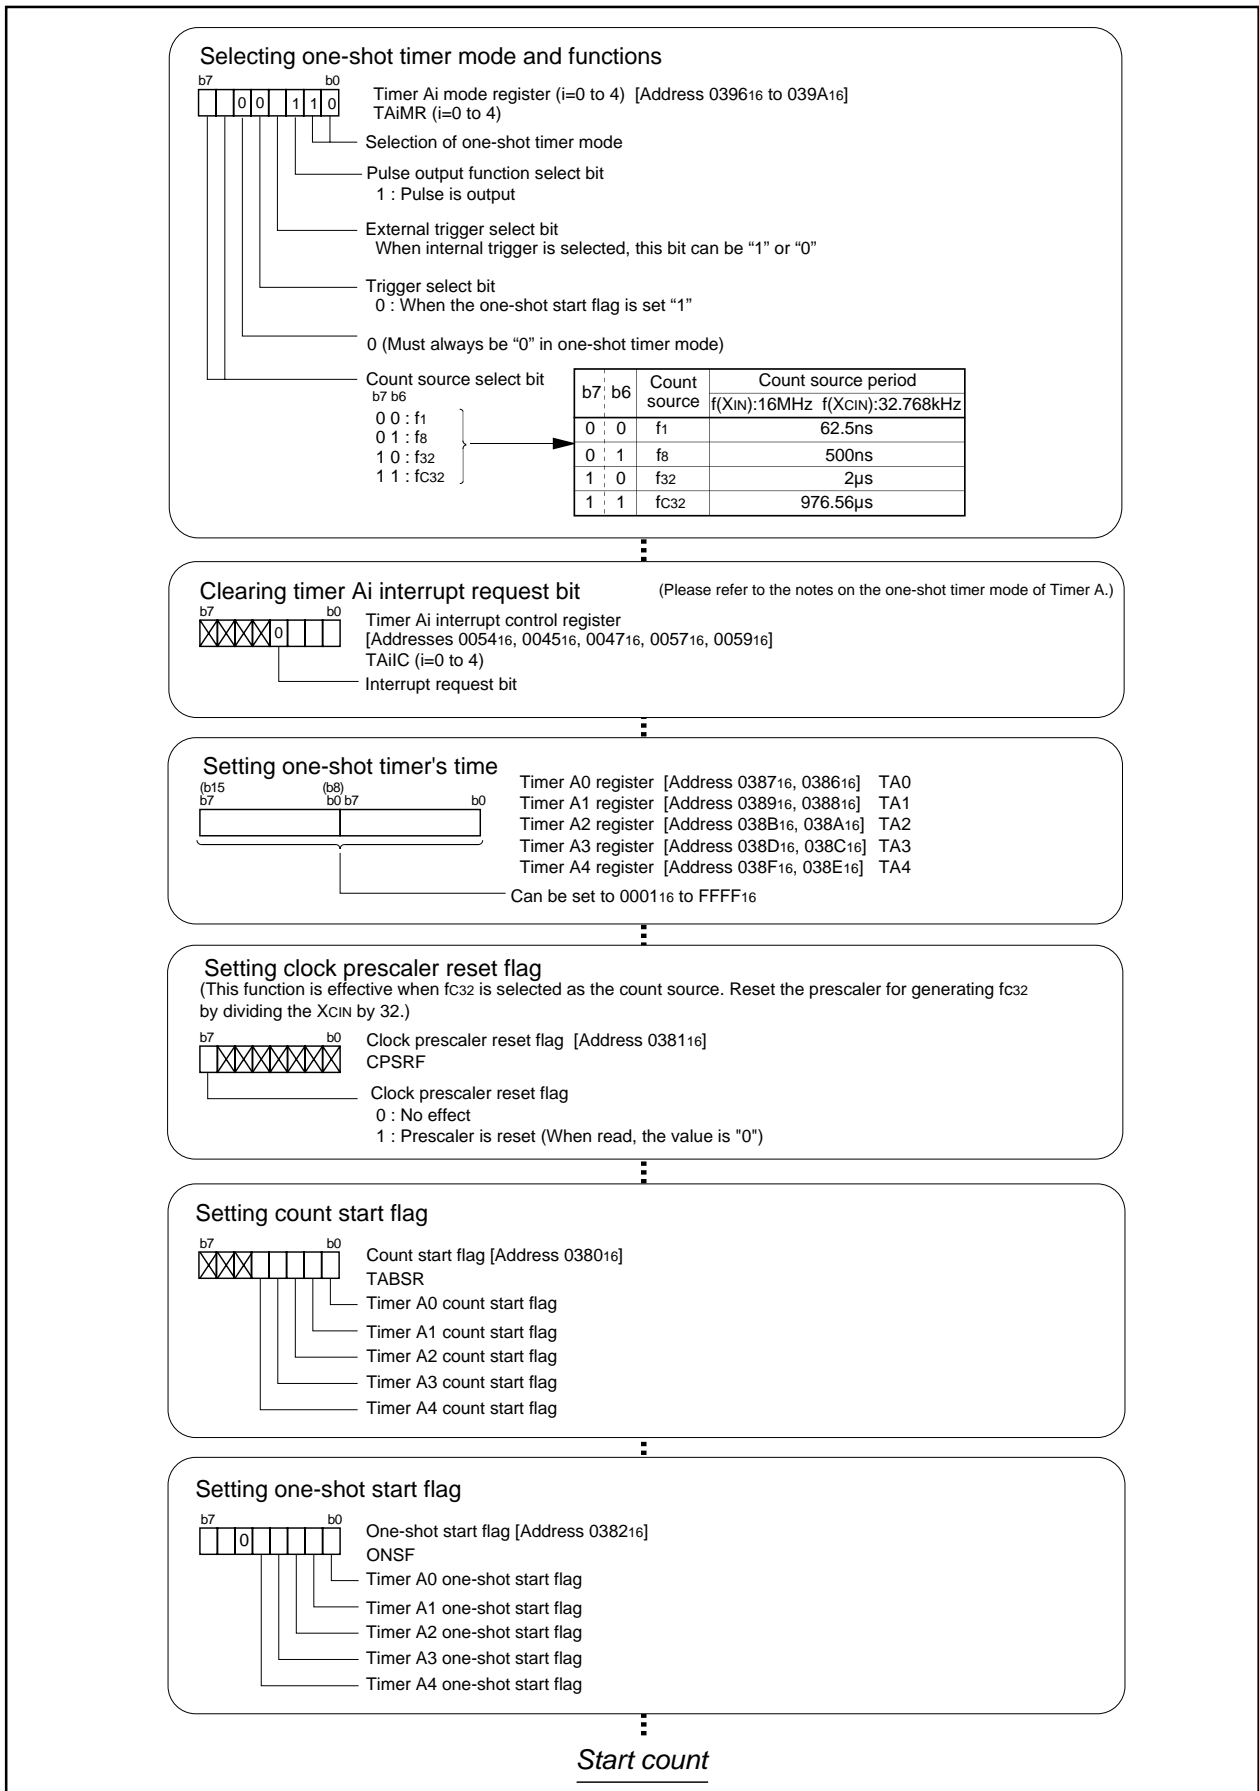 Selecting one-shot timer mode and functions
b7 b0
0 0 1 1 0
Timer Ai mode register (i=0 to 4) [Address 039616 to 039A16]
TAiMR (i=0 to 4)
Selection of one-shot timer mode
Pulse output function select bit
1 : Pulse is output
External trigger select bit
When internal trigger is selected, this bit can be “1” or “0”
Trigger select bit
0 : When the one-shot start flag is set “1”
0 (Must always be “0” in one-shot timer mode)
Count source select bit
b7 b6
0 0 : f1
0 1 : f8
1 0 : f32
1 1 : fC32
b7 b6 Count source Count source period
f(XIN):16MHz f(XCIN):32.768kHz
0 0 f1 62.5ns
0 1 f8 500ns
1 0 f32 2µs
1 1 fC32 976.56µs
Clearing timer Ai interrupt request bit
(Please refer to the notes on the one-shot timer mode of Timer A.)
b7 b0
0
Timer Ai interrupt control register
[Addresses 005416, 004516, 004716, 005716, 005916]
TAiIC (i=0 to 4)
Interrupt request bit
Setting one-shot timer's time
(b15 (b8)
b7 b0 b7 b0
Timer A0 register [Address 038716, 038616] TA0
Timer A1 register [Address 038916, 038816] TA1
Timer A2 register [Address 038B16, 038A16] TA2
Timer A3 register [Address 038D16, 038C16] TA3
Timer A4 register [Address 038F16, 038E16] TA4
Can be set to 000116 to FFFF16
Setting clock prescaler reset flag
(This function is effective when fC32 is selected as the count source. Reset the prescaler for generating fC32
by dividing the XCIN by 32.)
b7 b0
Clock prescaler reset flag [Address 038116]
CPSRF
Clock prescaler reset flag
0 : No effect
1 : Prescaler is reset (When read, the value is "0")
Setting count start flag
b7 b0
Count start flag [Address 038016]
TABSR
Timer A0 count start flag
Timer A1 count start flag
Timer A2 count start flag
Timer A3 count start flag
Timer A4 count start flag
Setting one-shot start flag
b7 b0
0
One-shot start flag [Address 038216]
ONSF
Timer A0 one-shot start flag
Timer A1 one-shot start flag
Timer A2 one-shot start flag
Timer A3 one-shot start flag
Timer A4 one-shot start flag
Start count